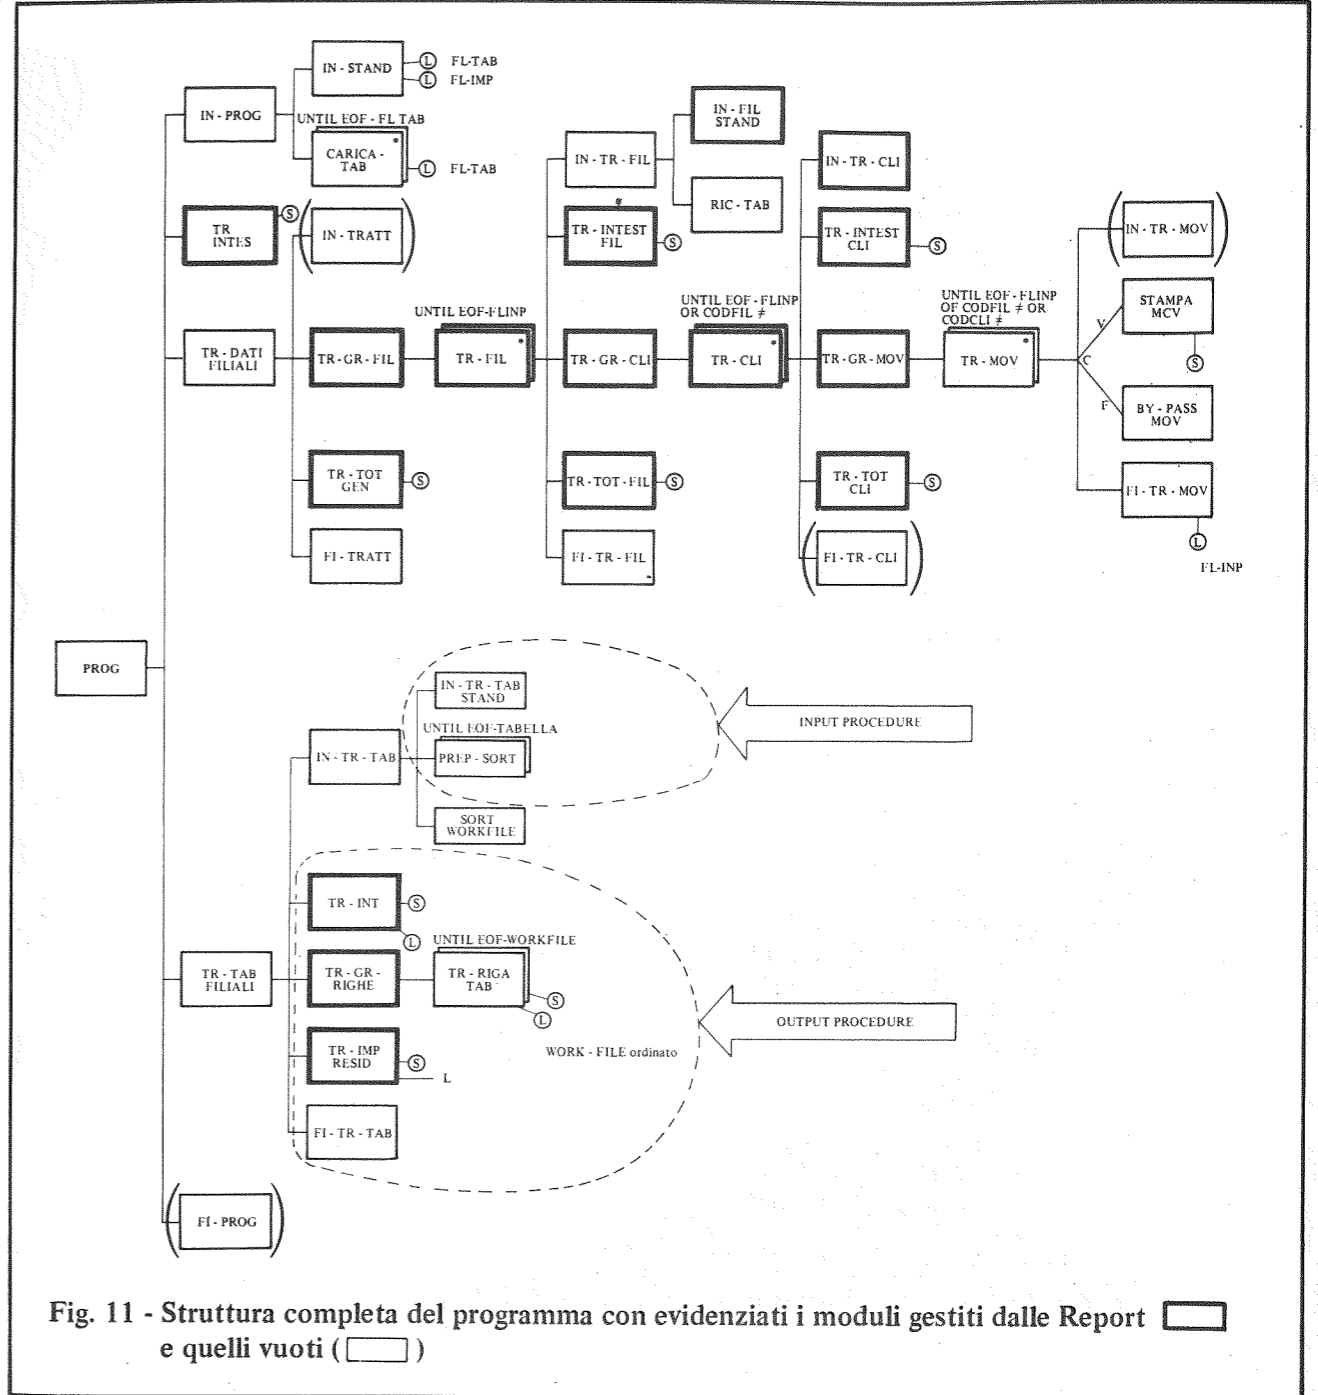 IN - STAND
L FL-TAB
L FL-IMP
IN - PROG
UNTIL EOF - FL TAB
CARICA - *
TAB
L FL-TAB
TR
INTES
S
IN - TRATT
TR - DATI
FILIALI
TR - GR - FIL
UNTIL EOF-FLINP
TR - FIL *
TR - TOT
GEN
S
FI - TRATT
IN - TR - FIL
IN - FIL
STAND
RIC - TAB
*
TR - INTEST
FIL
S
TR - GR - CLI
UNTIL EOF - FLINP
OR CODFIL ≠
TR - CLI *
TR - TOT - FIL
S
FI - TR - FIL
IN - TR - CLI
TR - INTEST
CLI
S
TR - GR - MOV
UNTIL EOF - FLINP
OF CODFIL ≠ OR
CODCLI ≠
TR - MOV *
TR - TOT
CLI
S
FI - TR - CLI
IN - TR - MOV
C
V
STAMPA
MCV
S
F
BY - PASS
MOV
FI - TR - MOV
L
FL-INP
PROG
IN - TR - TAB
STAND
UNTIL EOF-TABELLA
IN - TR - TAB
PREP - SORT
INPUT PROCEDURE
SORT
WORKFILE
TR - INT
S
L
TR - TAB
FILIALI
TR - GR -
RIGHE
UNTIL EOF-WORKFILE
TR - RIGA
TAB
S
L
OUTPUT PROCEDURE
TR - IMP
RESID
S
L
WORK - FILE ordinato
FI - TR - TAB
FI - PROG
Fig. 11 - Struttura completa del programma con evidenziati i moduli gestiti dalle Report
e quelli vuoti ( )